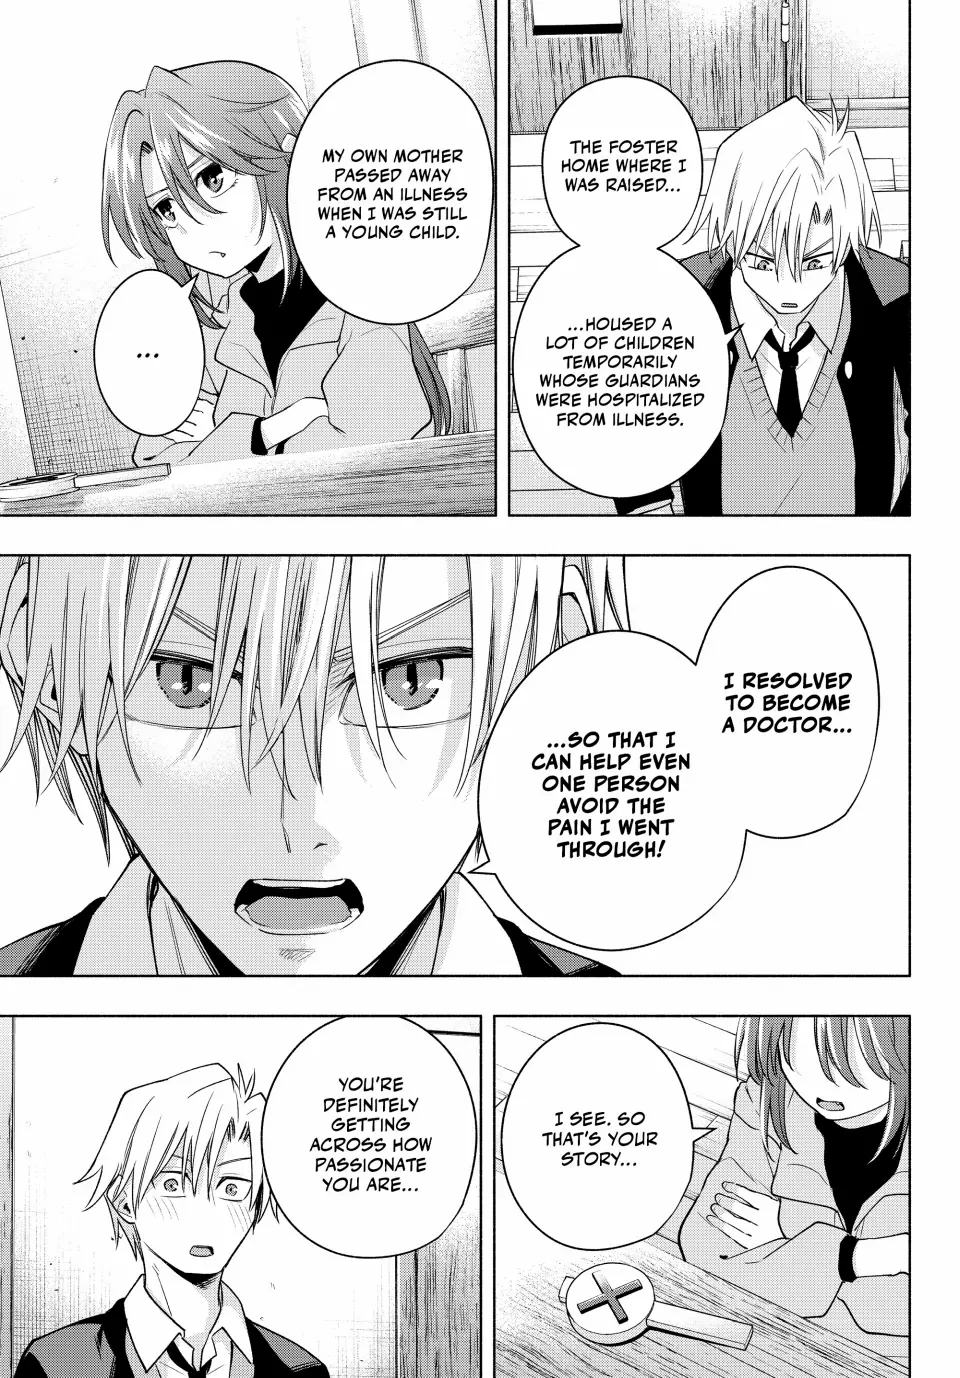 THE FOSTER
HOME WHERE I
WAS RAISED...
...HOUSED A
LOT OF CHILDREN
TEMPORARILY
WHOSE GUARDIANS
WERE HOSPITALIZED
FROM ILLNESS.
MY OWN MOTHER
PASSED AWAY
FROM AN ILLNESS
WHEN I WAS STILL
A YOUNG CHILD.
...
I RESOLVED
TO BECOME
A DOCTOR...
...SO THAT I
CAN HELP EVEN
ONE PERSON
AVOID THE
PAIN I WENT
THROUGH!
I SEE. SO
THAT'S YOUR
STORY...
YOU'RE
DEFINITELY
GETTING
ACROSS HOW
PASSIONATE
YOU ARE...